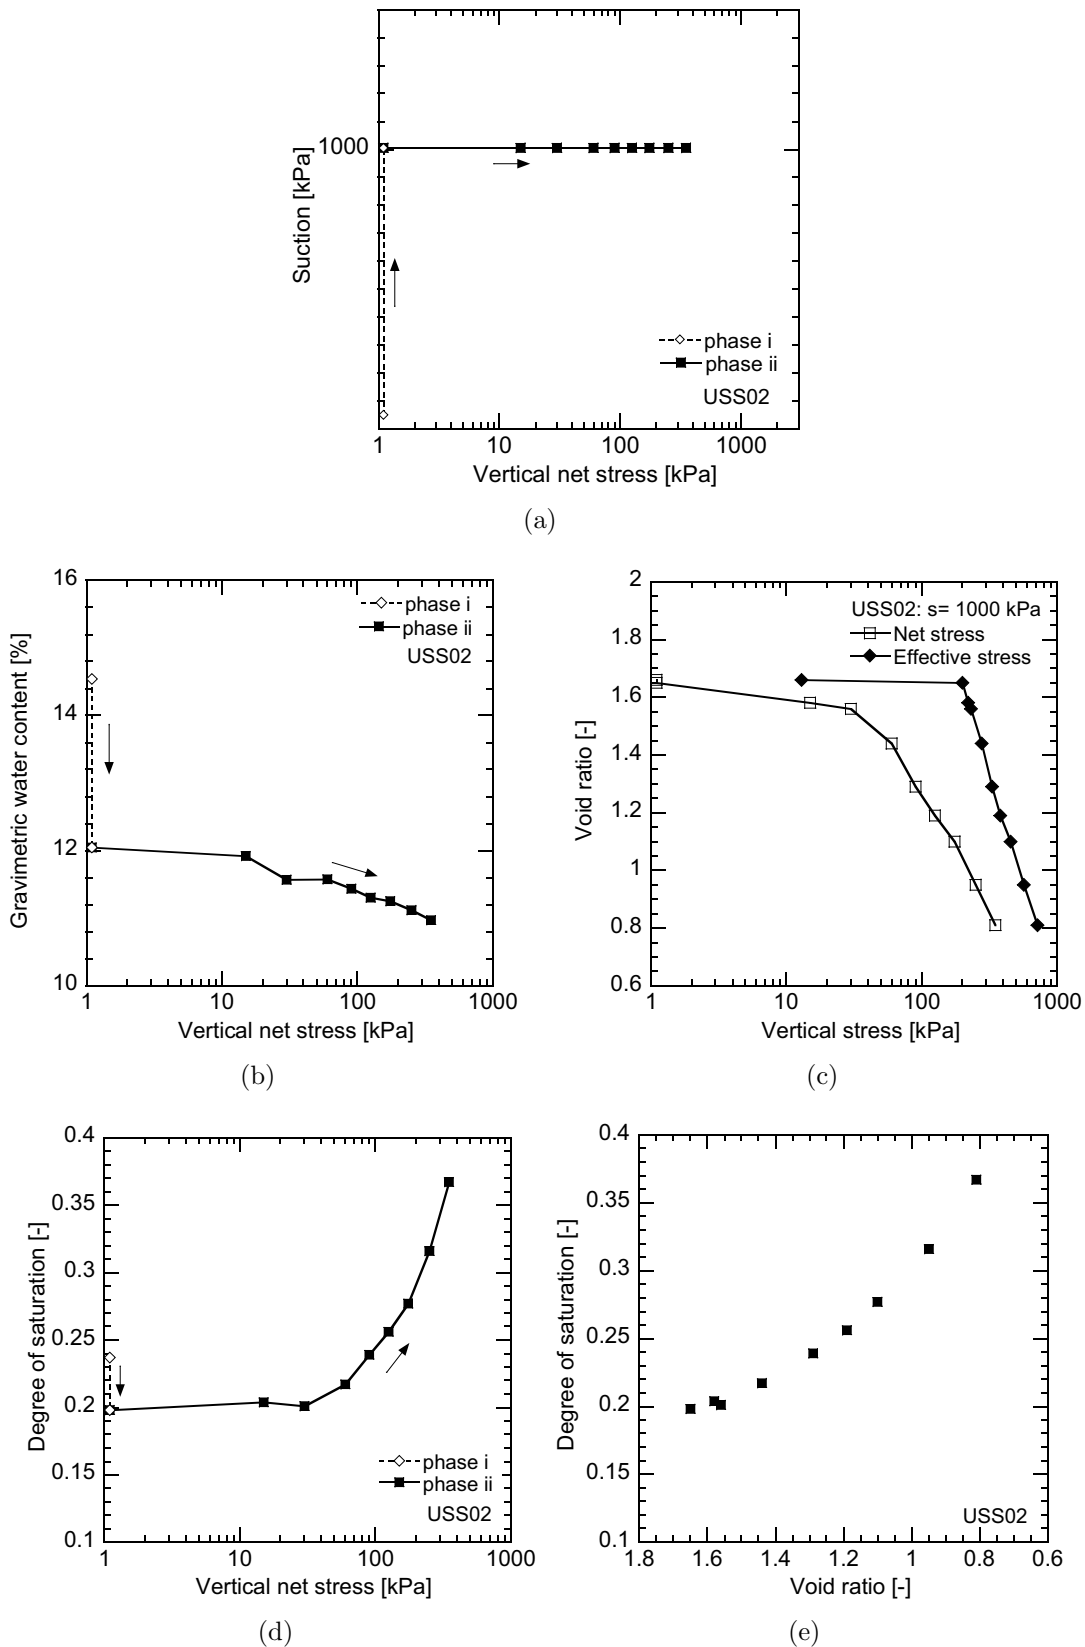 Suction [kPa]
1000
phase i
phase ii
USS02
1 10 100 1000
Vertical net stress [kPa]
(a)
Gravimetric water content [%]
16
14
12
10
phase i
phase ii
USS02
1 10 100 1000
Vertical net stress [kPa]
(b)
Void ratio [-]
2
1.8
1.6
1.4
1.2
1
0.8
0.6
USS02: s= 1000 kPa
Net stress
Effective stress
1 10 100 1000
Vertical stress [kPa]
(c)
Degree of saturation [-]
0.4
0.35
0.3
0.25
0.2
0.15
0.1
phase i
phase ii
USS02
1 10 100 1000
Vertical net stress [kPa]
(d)
Degree of saturation [-]
0.4
0.35
0.3
0.25
0.2
0.15
0.1
USS02
1.8 1.6 1.4 1.2 1 0.8 0.6
Void ratio [-]
(e)